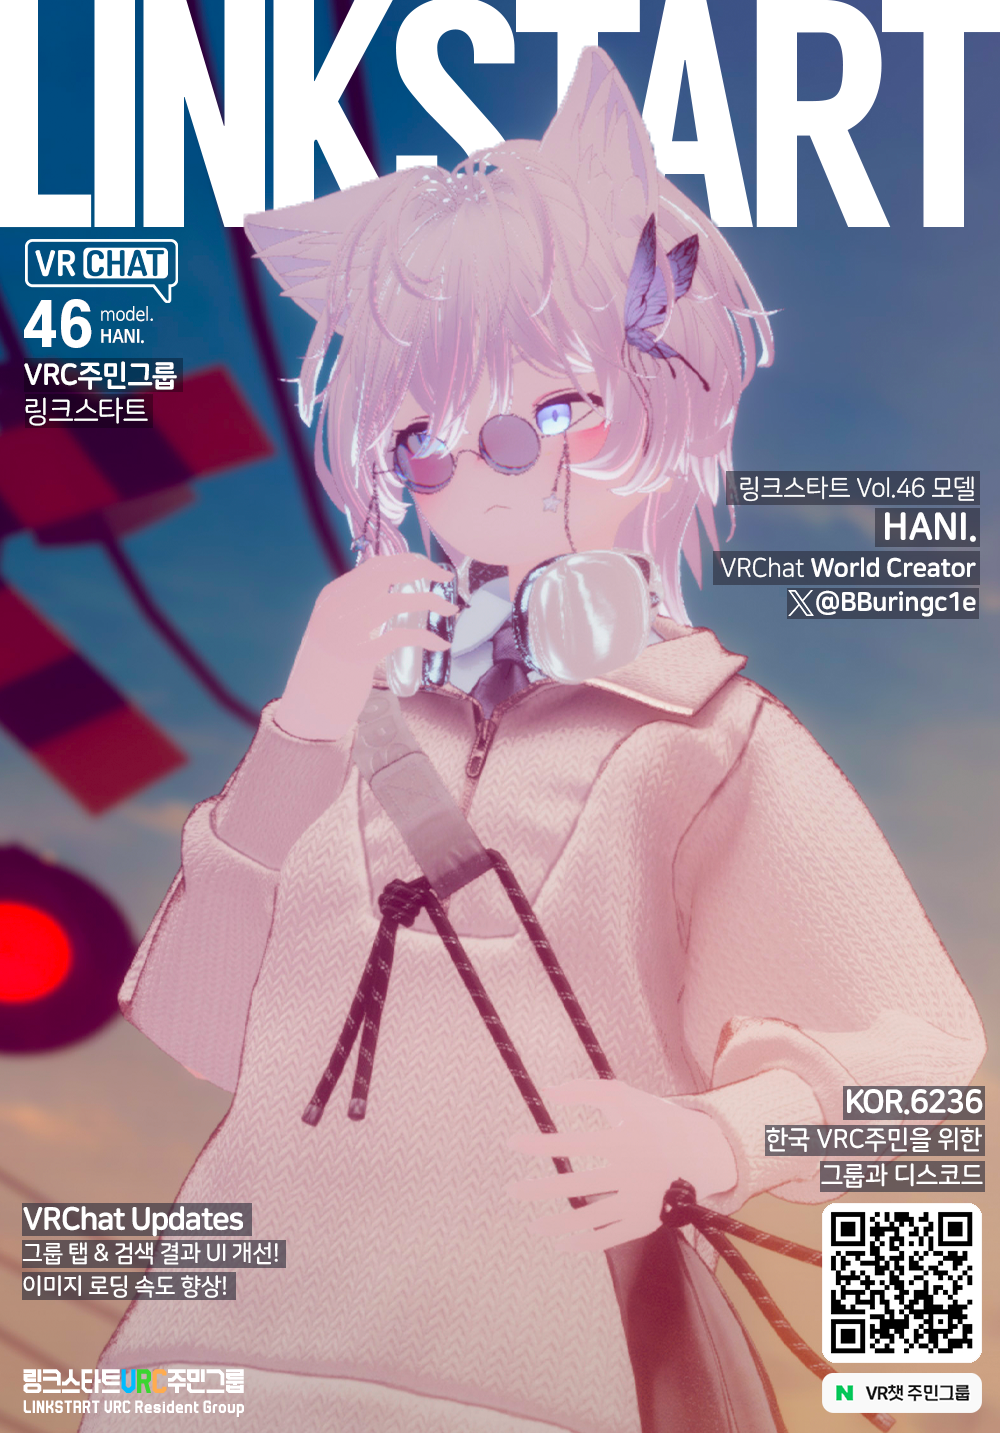 LINKSTART
VR CHAT
46 model. HANI.
VRC주민그룹
링크스타트
링크스타트 Vol.46 모델
HANI.
VRChat World Creator
𝕏@BBuringc1e
KOR.6236
한국 VRC주민을 위한
그룹과 디스코드
VRChat Updates
그룹 탭 & 검색 결과 UI 개선!
이미지 로딩 속도 향상!
링크스타트VRC주민그룹
LINKSTART VRC Resident Group
N VR챗 주민그룹